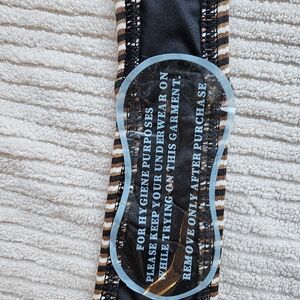 FOR HYGIENE PURPOSES
PLEASE KEEP YOUR UNDERWEAR ON
WHILE TRYING ON THIS GARMENT.
REMOVE ONLY AFTER PURCHASE